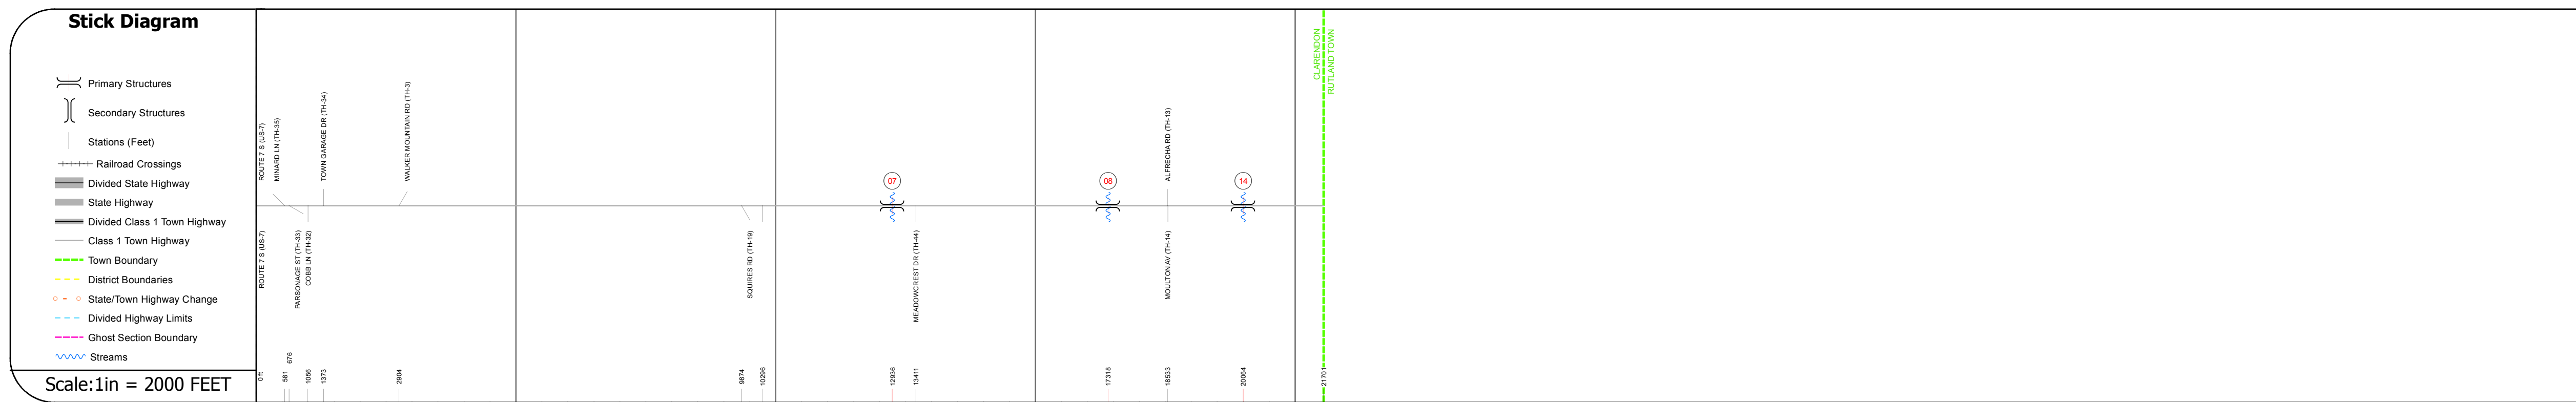 Stick Diagram
Primary Structures
Secondary Structures
Stations (Feet)
Railroad Crossings
Divided State Highway
State Highway
Divided Class 1 Town Highway
Class 1 Town Highway
Town Boundary
District Boundaries
State/Town Highway Change
Divided Highway Limits
Ghost Section Boundary
Streams
Scale:1in = 2000 FEET
ROUTE 7 S (US-7)
MINARD LN (TH-35)
TOWN GARAGE DR (TH-34)
WALKER MOUNTAIN RD (TH-3)
ALFRECHA RD (TH-13)
CLARENDON
RUTLAND TOWN
07
08
14
ROUTE 7 S (US-7)
PARSONAGE ST (TH-33)
COBB LN (TH-32)
SQUIRES RD (TH-19)
MEADOWCREST DR (TH-44)
MOULTON AV (TH-14)
0 ft
581
676
1056
1373
2904
9874
10296
12936
13411
17318
18533
20064
21701